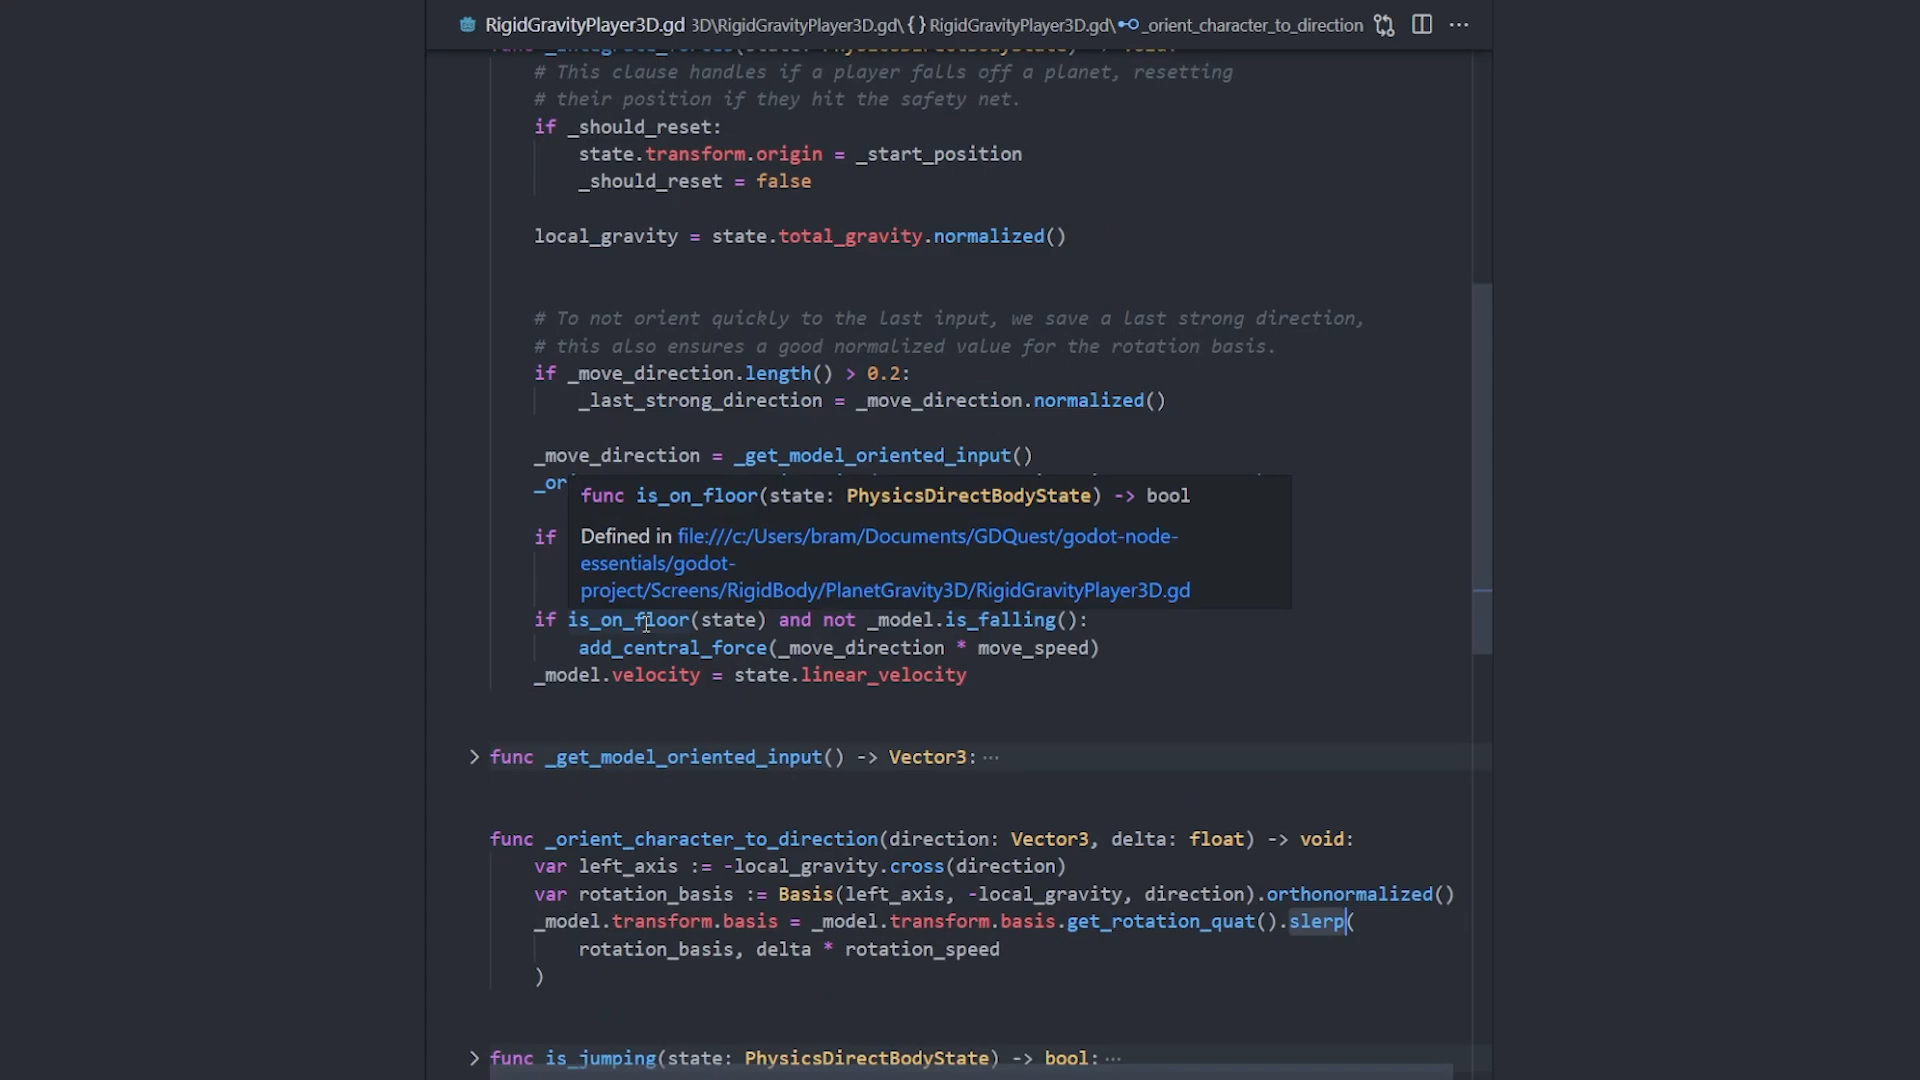 RigidGravityPlayer3D.gd 3D\RigidGravityPlayer3D.gd\{} RigidGravityPlayer3D.gd\ _orient_character_to_direction ···
func _integrate_forces(state: PhysicsDirectBodyState) -> void:
# This clause handles if a player falls off a planet, resetting
# their position if they hit the safety net.
if _should_reset:
state.transform.origin = _start_position
_should_reset = false
local_gravity = state.total_gravity.normalized()
# To not orient quickly to the last input, we save a last strong direction,
# this also ensures a good normalized value for the rotation basis.
if _move_direction.length() > 0.2:
_last_strong_direction = _move_direction.normalized()
_move_direction = _get_model_oriented_input()
_or
func is_on_floor(state: PhysicsDirectBodyState) -> bool
if
Defined in file:///c:/Users/bram/Documents/GDQuest/godot-node-
essentials/godot-
project/Screens/RigidBody/PlanetGravity3D/RigidGravityPlayer3D.gd
if is_on_floor(state) and not _model.is_falling():
add_central_force(_move_direction * move_speed)
_model.velocity = state.linear_velocity
func _get_model_oriented_input() -> Vector3: ···
func _orient_character_to_direction(direction: Vector3, delta: float) -> void:
var left_axis := -local_gravity.cross(direction)
var rotation_basis := Basis(left_axis, -local_gravity, direction).orthonormalized()
_model.transform.basis = _model.transform.basis.get_rotation_quat().slerp(
rotation_basis, delta * rotation_speed
)
func is_jumping(state: PhysicsDirectBodyState) -> bool: ···